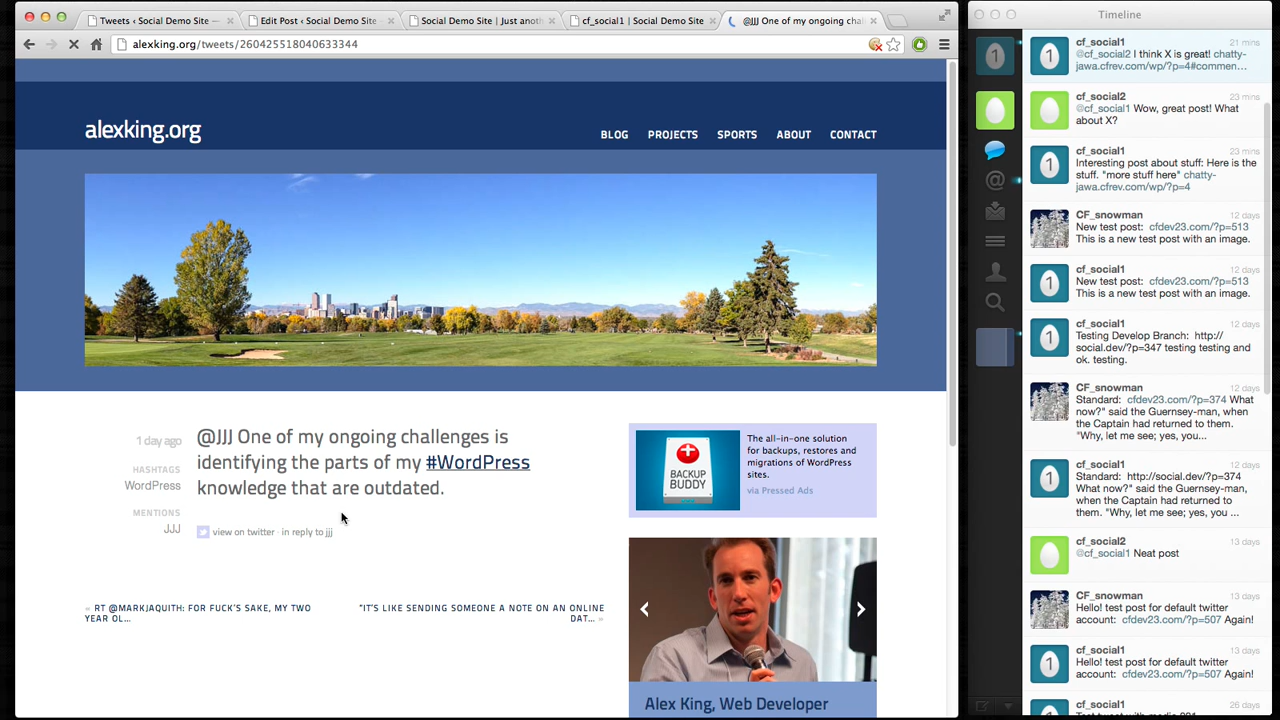 Tweets ‹ Social Demo Site —
Edit Post ‹ Social Demo Site —
Social Demo Site | Just anoth
cf_social1 | Social Demo Site
@JJJ One of my ongoing chal
Timeline
alexking.org/tweets/260425518040633344
alexking.org
BLOG PROJECTS SPORTS ABOUT CONTACT
1 day ago
HASHTAGS
WordPress
MENTIONS
JJJ
@JJJ One of my ongoing challenges is
identifying the parts of my #WordPress
knowledge that are outdated.
view on twitter · in reply to jjj
« RT @MARKJAQUITH: FOR FUCK'S SAKE, MY TWO
YEAR OL…
"IT'S LIKE SENDING SOMEONE A NOTE ON AN ONLINE
DAT… »
BACKUP
BUDDY
The all-in-one solution
for backups, restores and
migrations of WordPress
sites.
via Pressed Ads
Alex King, Web Developer
cf_social1 21 mins
@cf_social2 I think X is great! chatty-
jawa.cfrev.com/wp/?p=4#commen…
cf_social2 23 mins
@cf_social1 Wow, great post! What
about X?
cf_social1 23 mins
Interesting post about stuff: Here is the
stuff. "more stuff here" chatty-
jawa.cfrev.com/wp/?p=4
CF_snowman 12 days
New test post: cfdev23.com/?p=513
This is a new test post with an image.
cf_social1 12 days
New test post: cfdev23.com/?p=513
This is a new test post with an image.
cf_social1 12 days
Testing Develop Branch: http://
social.dev/?p=347 testing testing and
ok. testing.
CF_snowman 12 days
Standard: cfdev23.com/?p=374 What
now?" said the Guernsey-man, when
the Captain had returned to them.
"Why, let me see; yes, you...
cf_social1 12 days
Standard: http://social.dev/?p=374
What now?" said the Guernsey-man,
when the Captain had returned to
them. "Why, let me see; yes, you ...
cf_social2 13 days
@cf_social1 Neat post
CF_snowman 13 days
Hello! test post for default twitter
account: cfdev23.com/?p=507 Again!
cf_social1 13 days
Hello! test post for default twitter
account: cfdev23.com/?p=507 Again!
cf_social1 26 days